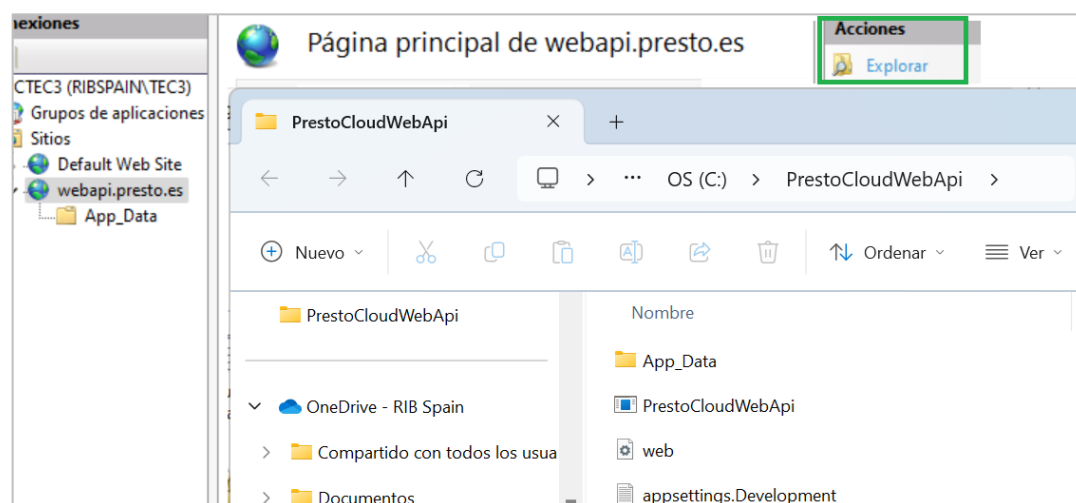 nexiones
CTEC3 (RIBSPAIN\TEC3)
Grupos de aplicaciones
Sitios
Default Web Site
webapi.presto.es
App_Data
Página principal de webapi.presto.es
Acciones
Explorar
PrestoCloudWebApi
OS (C:) > PrestoCloudWebApi >
Nuevo
Ordenar
Ver
PrestoCloudWebApi
OneDrive - RIB Spain
Compartido con todos los usua
Documentos
Nombre
App_Data
PrestoCloudWebApi
web
appsettings.Development